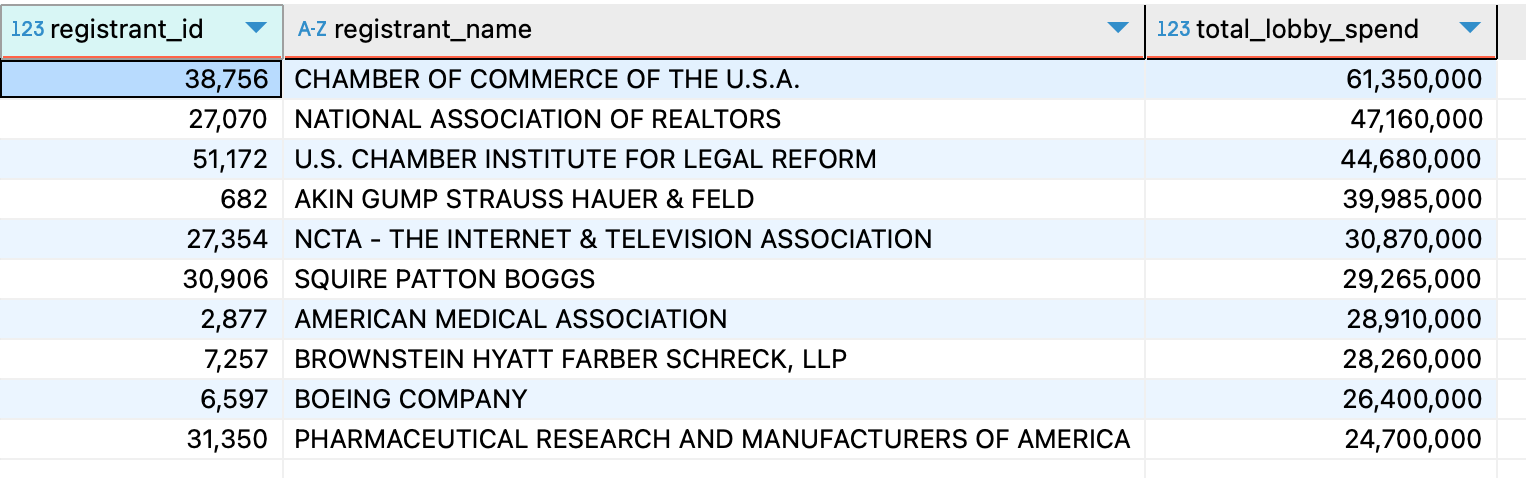 123 registrant_id A-Z registrant_name 123 total_lobby_spend
38,756 CHAMBER OF COMMERCE OF THE U.S.A. 61,350,000
27,070 NATIONAL ASSOCIATION OF REALTORS 47,160,000
51,172 U.S. CHAMBER INSTITUTE FOR LEGAL REFORM 44,680,000
682 AKIN GUMP STRAUSS HAUER & FELD 39,985,000
27,354 NCTA - THE INTERNET & TELEVISION ASSOCIATION 30,870,000
30,906 SQUIRE PATTON BOGGS 29,265,000
2,877 AMERICAN MEDICAL ASSOCIATION 28,910,000
7,257 BROWNSTEIN HYATT FARBER SCHRECK, LLP 28,260,000
6,597 BOEING COMPANY 26,400,000
31,350 PHARMACEUTICAL RESEARCH AND MANUFACTURERS OF AMERICA 24,700,000